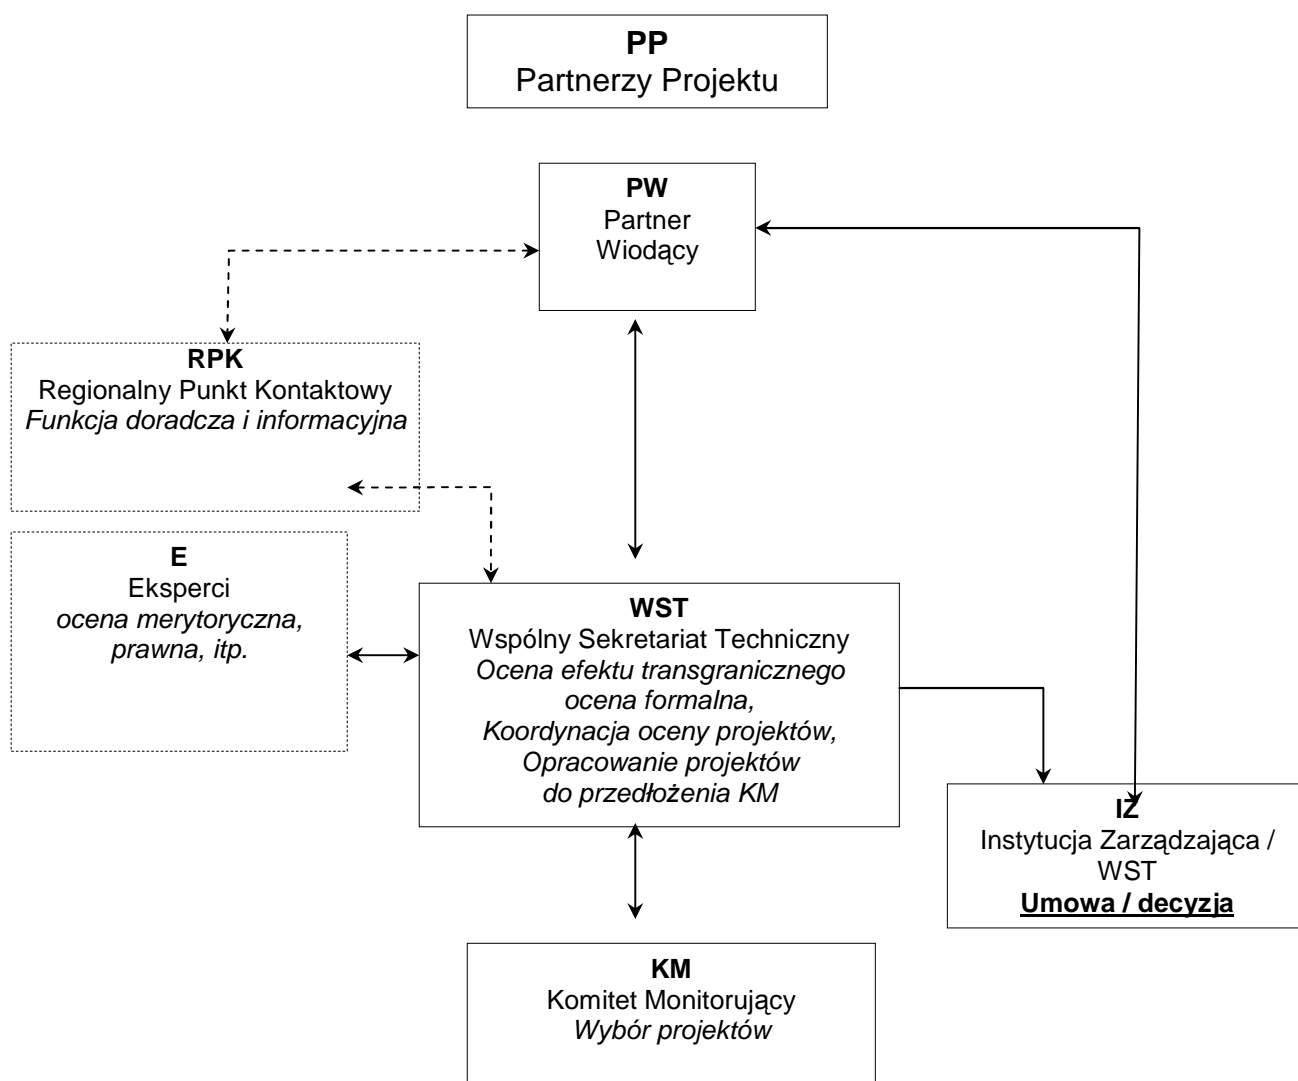 PP
Partnerzy Projektu
PW
Partner
Wiodący
RPK
Regionalny Punkt Kontaktowy
Funkcja doradcza i informacyjna
E
Eksperci
ocena merytoryczna,
prawna, itp.
WST
Wspólny Sekretariat Techniczny
Ocena efektu transgranicznego
ocena formalna,
Koordynacja oceny projektów,
Opracowanie projektów
do przedłożenia KM
IZ
Instytucja Zarządzająca /
WST
Umowa / decyzja
KM
Komitet Monitorujący
Wybór projektów